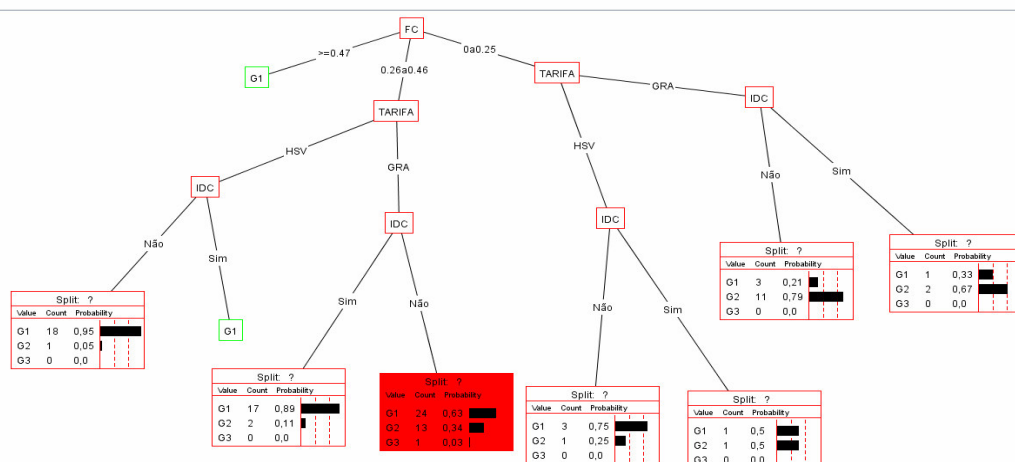 FC
>=0.47
0.26a0.46
0a0.25
G1
TARIFA
TARIFA
GRA
IDC
HSV
GRA
HSV
Não
Sim
IDC
IDC
IDC
Não
Sim
Sim
Não
Não
Sim
G1
Split: ?
Value Count Probability
G1 3 0,21
G2 11 0,79
G3 0 0,0
Split: ?
Value Count Probability
G1 1 0,33
G2 2 0,67
G3 0 0,0
Split: ?
Value Count Probability
G1 18 0,95
G2 1 0,05
G3 0 0,0
Split: ?
Value Count Probability
G1 17 0,89
G2 2 0,11
G3 0 0,0
Split: ?
Value Count Probability
G1 24 0,63
G2 13 0,34
G3 1 0,03
Split: ?
Value Count Probability
G1 3 0,75
G2 1 0,25
G3 0 0,0
Split: ?
Value Count Probability
G1 1 0,5
G2 1 0,5
G3 0 0,0